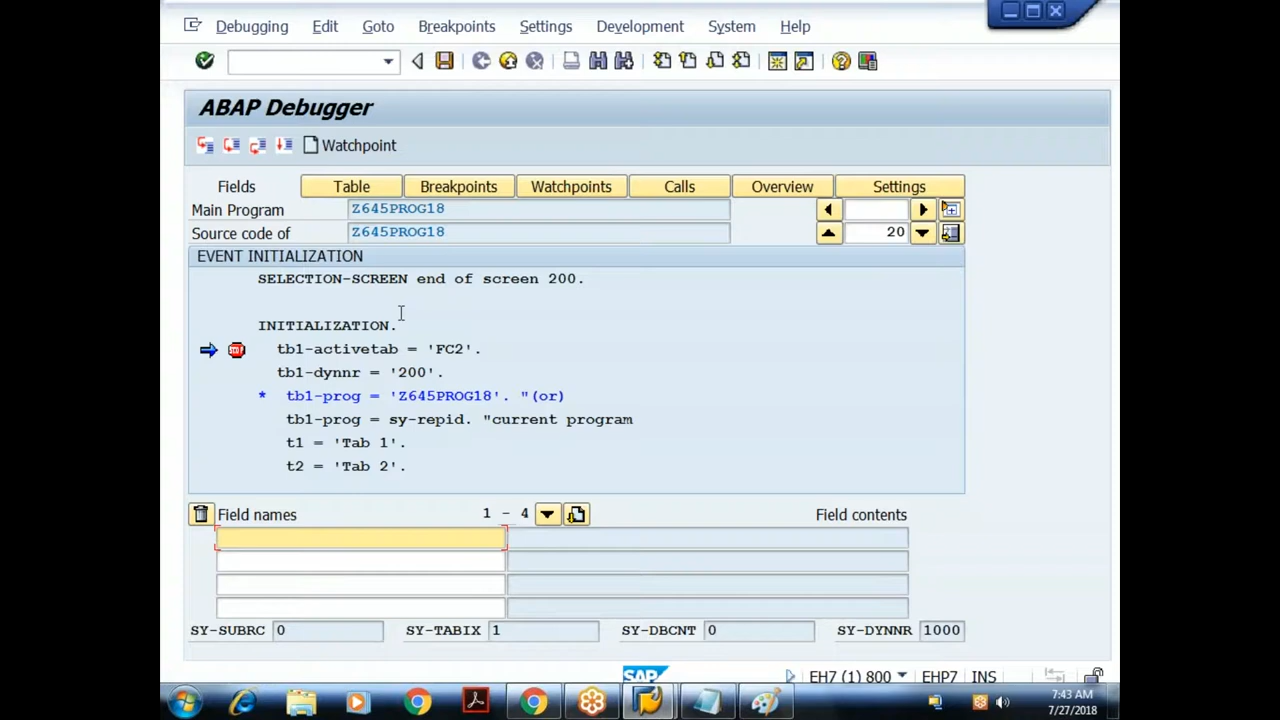 Debugging Edit Goto Breakpoints Settings Development System Help
ABAP Debugger
Watchpoint
Fields Table Breakpoints Watchpoints Calls Overview Settings
Main Program Z645PROG18
Source code of Z645PROG18 20
EVENT INITIALIZATION
SELECTION-SCREEN end of screen 200.
INITIALIZATION.
STOP tb1-activetab = 'FC2'.
tb1-dynnr = '200'.
* tb1-prog = 'Z645PROG18'. "(or)
tb1-prog = sy-repid. "current program
t1 = 'Tab 1'.
t2 = 'Tab 2'.
Field names 1 - 4 Field contents
SY-SUBRC 0 SY-TABIX 1 SY-DBCNT 0 SY-DYNNR 1000
SAP EH7 (1) 800 EHP7 INS
7:43 AM
7/27/2018